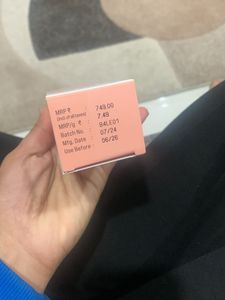 MRP ₹ : 749.00
(Incl. of all taxes)
MRP/g ₹ : 7.49
Batch No. : B4LE01
Mfg. Date : 07/24
Use Before : 06/26